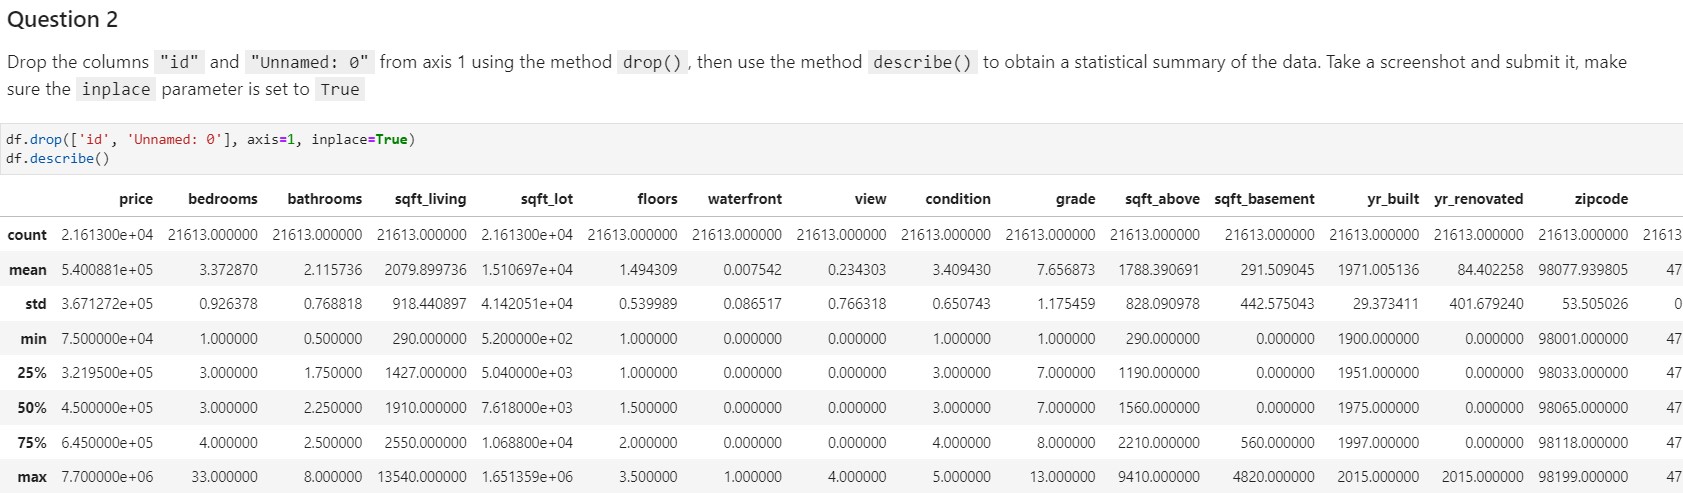 Question 2
Drop the columns "id" and "Unnamed: 0" from axis 1 using the method drop(), then use the method describe() to obtain a statistical summary of the data. Take a screenshot and submit it, make
sure the inplace parameter is set to True
df.drop(['id', 'Unnamed: 0'], axis=1, inplace=True)
df.describe()
price bedrooms bathrooms sqft_living sqft_lot floors waterfront view condition grade sqft_above sqft_basement yr_built yr_renovated zipcode
count 2.161300e+04 21613.000000 21613.000000 21613.000000 2.161300e+04 21613.000000 21613.000000 21613.000000 21613.000000 21613.000000 21613.000000 21613.000000 21613.000000 21613.000000 21613.000000 21613
mean 5.400881e+05 3.372870 2.115736 2079.899736 1.510697e+04 1.494309 0.007542 0.234303 3.409430 7.656873 1788.390691 291.509045 1971.005136 84.402258 98077.939805 47
std 3.671272e+05 0.926378 0.768818 918.440897 4.142051e+04 0.539989 0.086517 0.766318 0.650743 1.175459 828.090978 442.575043 29.373411 401.679240 53.505026 0
min 7.500000e+04 1.000000 0.500000 290.000000 5.200000e+02 1.000000 0.000000 0.000000 1.000000 1.000000 290.000000 0.000000 1900.000000 0.000000 98001.000000 47
25% 3.219500e+05 3.000000 1.750000 1427.000000 5.040000e+03 1.000000 0.000000 0.000000 3.000000 7.000000 1190.000000 0.000000 1951.000000 0.000000 98033.000000 47
50% 4.500000e+05 3.000000 2.250000 1910.000000 7.618000e+03 1.500000 0.000000 0.000000 3.000000 7.000000 1560.000000 0.000000 1975.000000 0.000000 98065.000000 47
75% 6.450000e+05 4.000000 2.500000 2550.000000 1.068800e+04 2.000000 0.000000 0.000000 4.000000 8.000000 2210.000000 560.000000 1997.000000 0.000000 98118.000000 47
max 7.700000e+06 33.000000 8.000000 13540.000000 1.651359e+06 3.500000 1.000000 4.000000 5.000000 13.000000 9410.000000 4820.000000 2015.000000 2015.000000 98199.000000 47